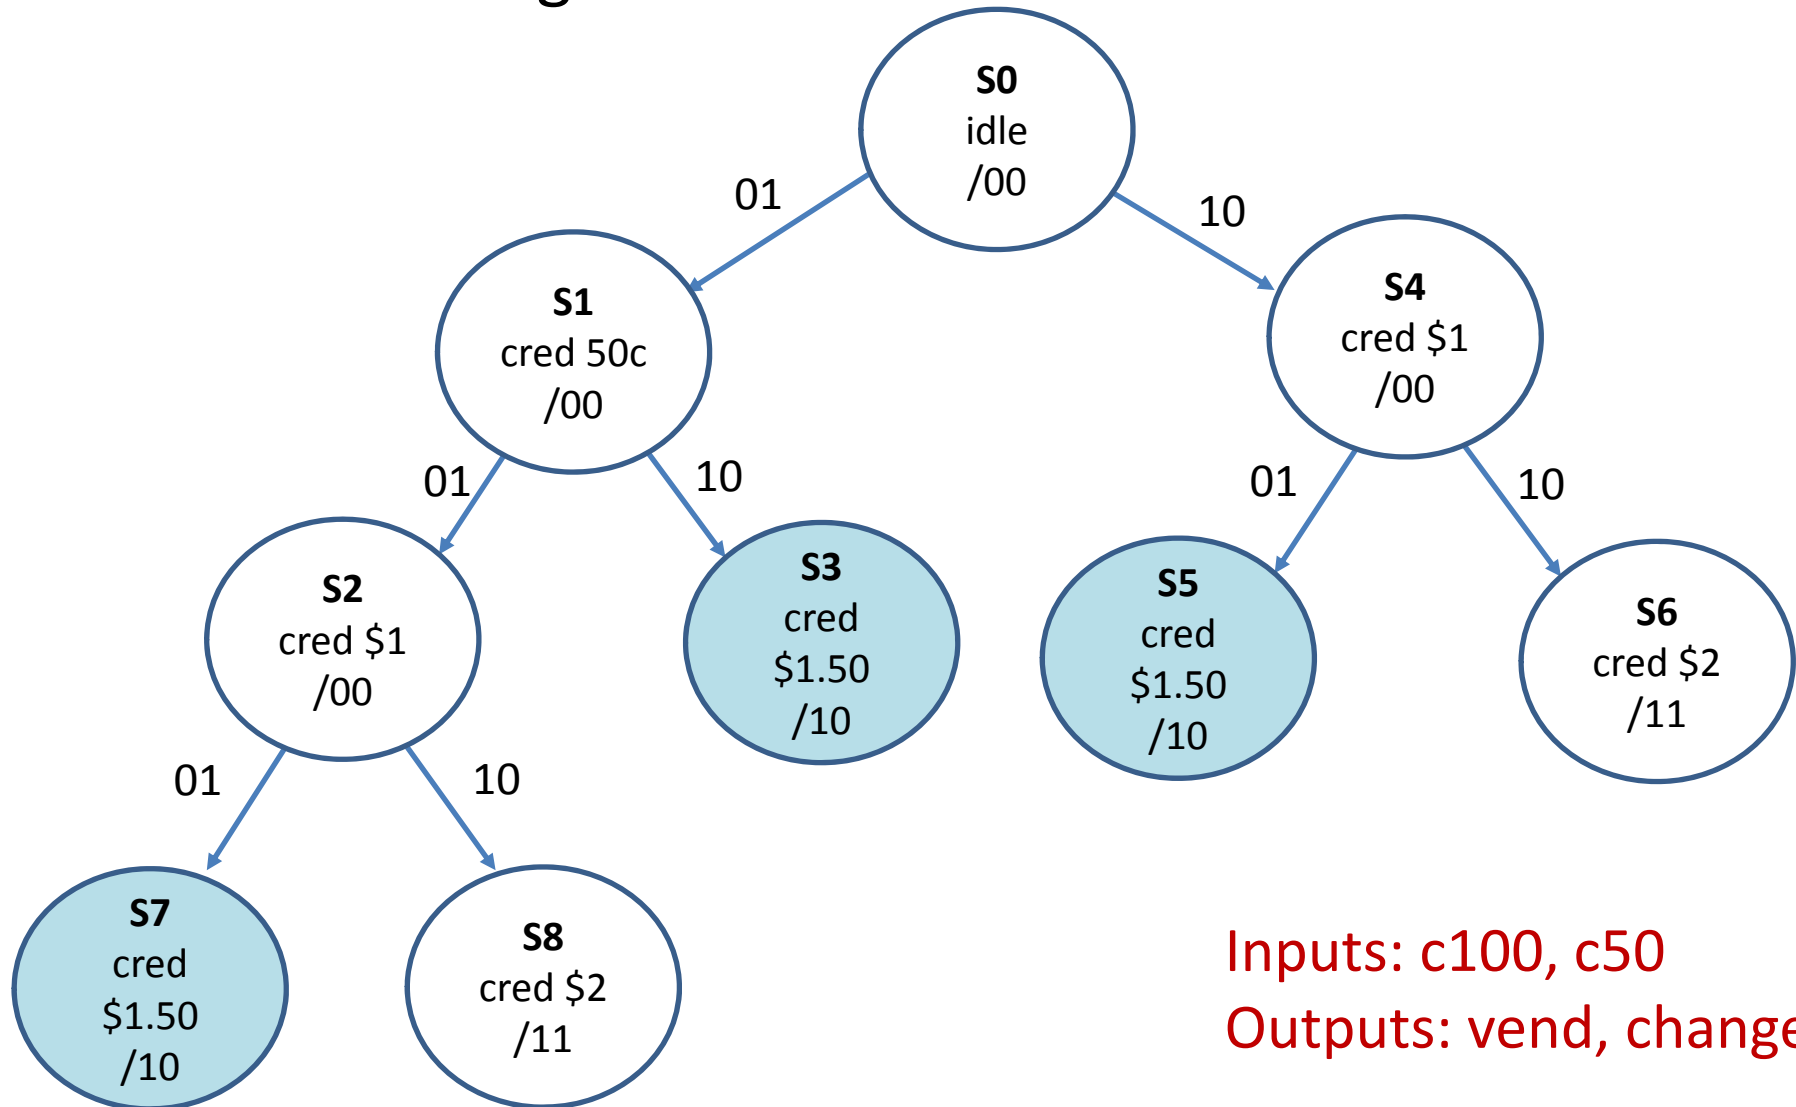 g
S0
idle
/00
01
10
S1
cred 50c
/00
S4
cred $1
/00
01
10
01
10
S2
cred $1
/00
S3
cred
$1.50
/10
S5
cred
$1.50
/10
S6
cred $2
/11
01
10
S7
cred
$1.50
/10
S8
cred $2
/11
Inputs: c100, c50
Outputs: vend, change